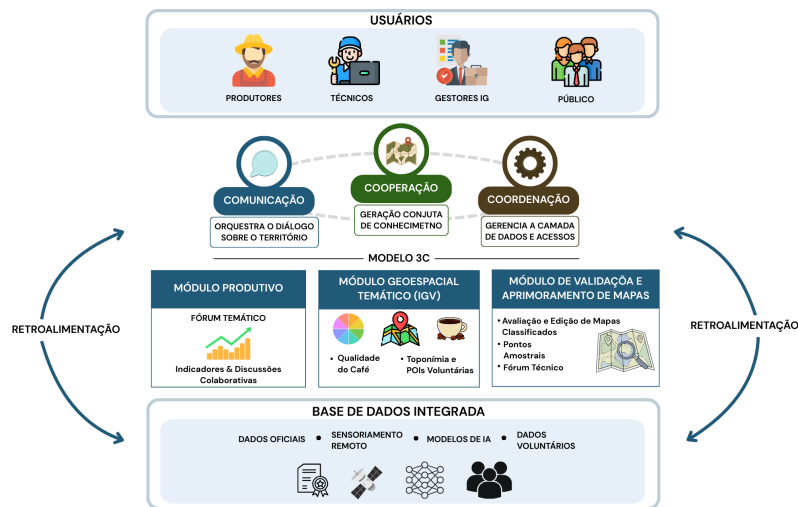 USUÁRIOS
PRODUTORES
TÉCNICOS
GESTORES IG
PÚBLICO
COMUNICAÇÃO
ORQUESTRA O DIÁLOGO
SOBRE O TERRITÓRIO
COOPERAÇÃO
GERAÇÃO CONJUTA
DE CONHECIMETNO
COORDENAÇÃO
GERENCIA A CAMADA
DE DADOS E ACESSOS
MODELO 3C
RETROALIMENTAÇÃO
MÓDULO PRODUTIVO
FÓRUM TEMÁTICO
Indicadores & Discussões
Colaborativas
MÓDULO GEOESPACIAL
TEMÁTICO (IGV)
• Qualidade
do Café
• Toponímia e
POIs Voluntárias
MÓDULO DE VALIDAÇÕA E
APRIMORAMENTO DE MAPAS
• Avaliação e Edição de Mapas
Classificados
• Pontos
Amostrais
• Fórum Técnico
RETROALIMENTAÇÃO
BASE DE DADOS INTEGRADA
DADOS OFICIAIS
• SENSORIAMENTO
REMOTO
• MODELOS DE IA
• DADOS
VOLUNTÁRIOS